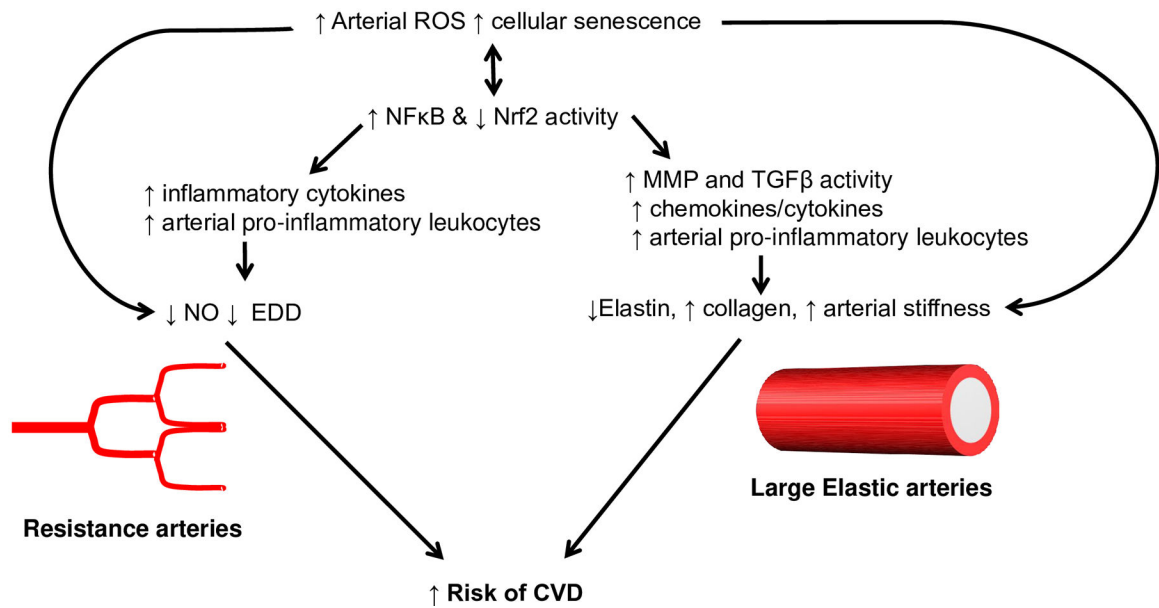 ↑ Arterial ROS ↑ cellular senescence
↑ NFκB & ↓ Nrf2 activity
↑ inflammatory cytokines
↑ arterial pro-inflammatory leukocytes
↑ MMP and TGFβ activity
↑ chemokines/cytokines
↑ arterial pro-inflammatory leukocytes
↓ NO ↓ EDD
↓Elastin, ↑ collagen, ↑ arterial stiffness
Resistance arteries
Large Elastic arteries
↑ Risk of CVD